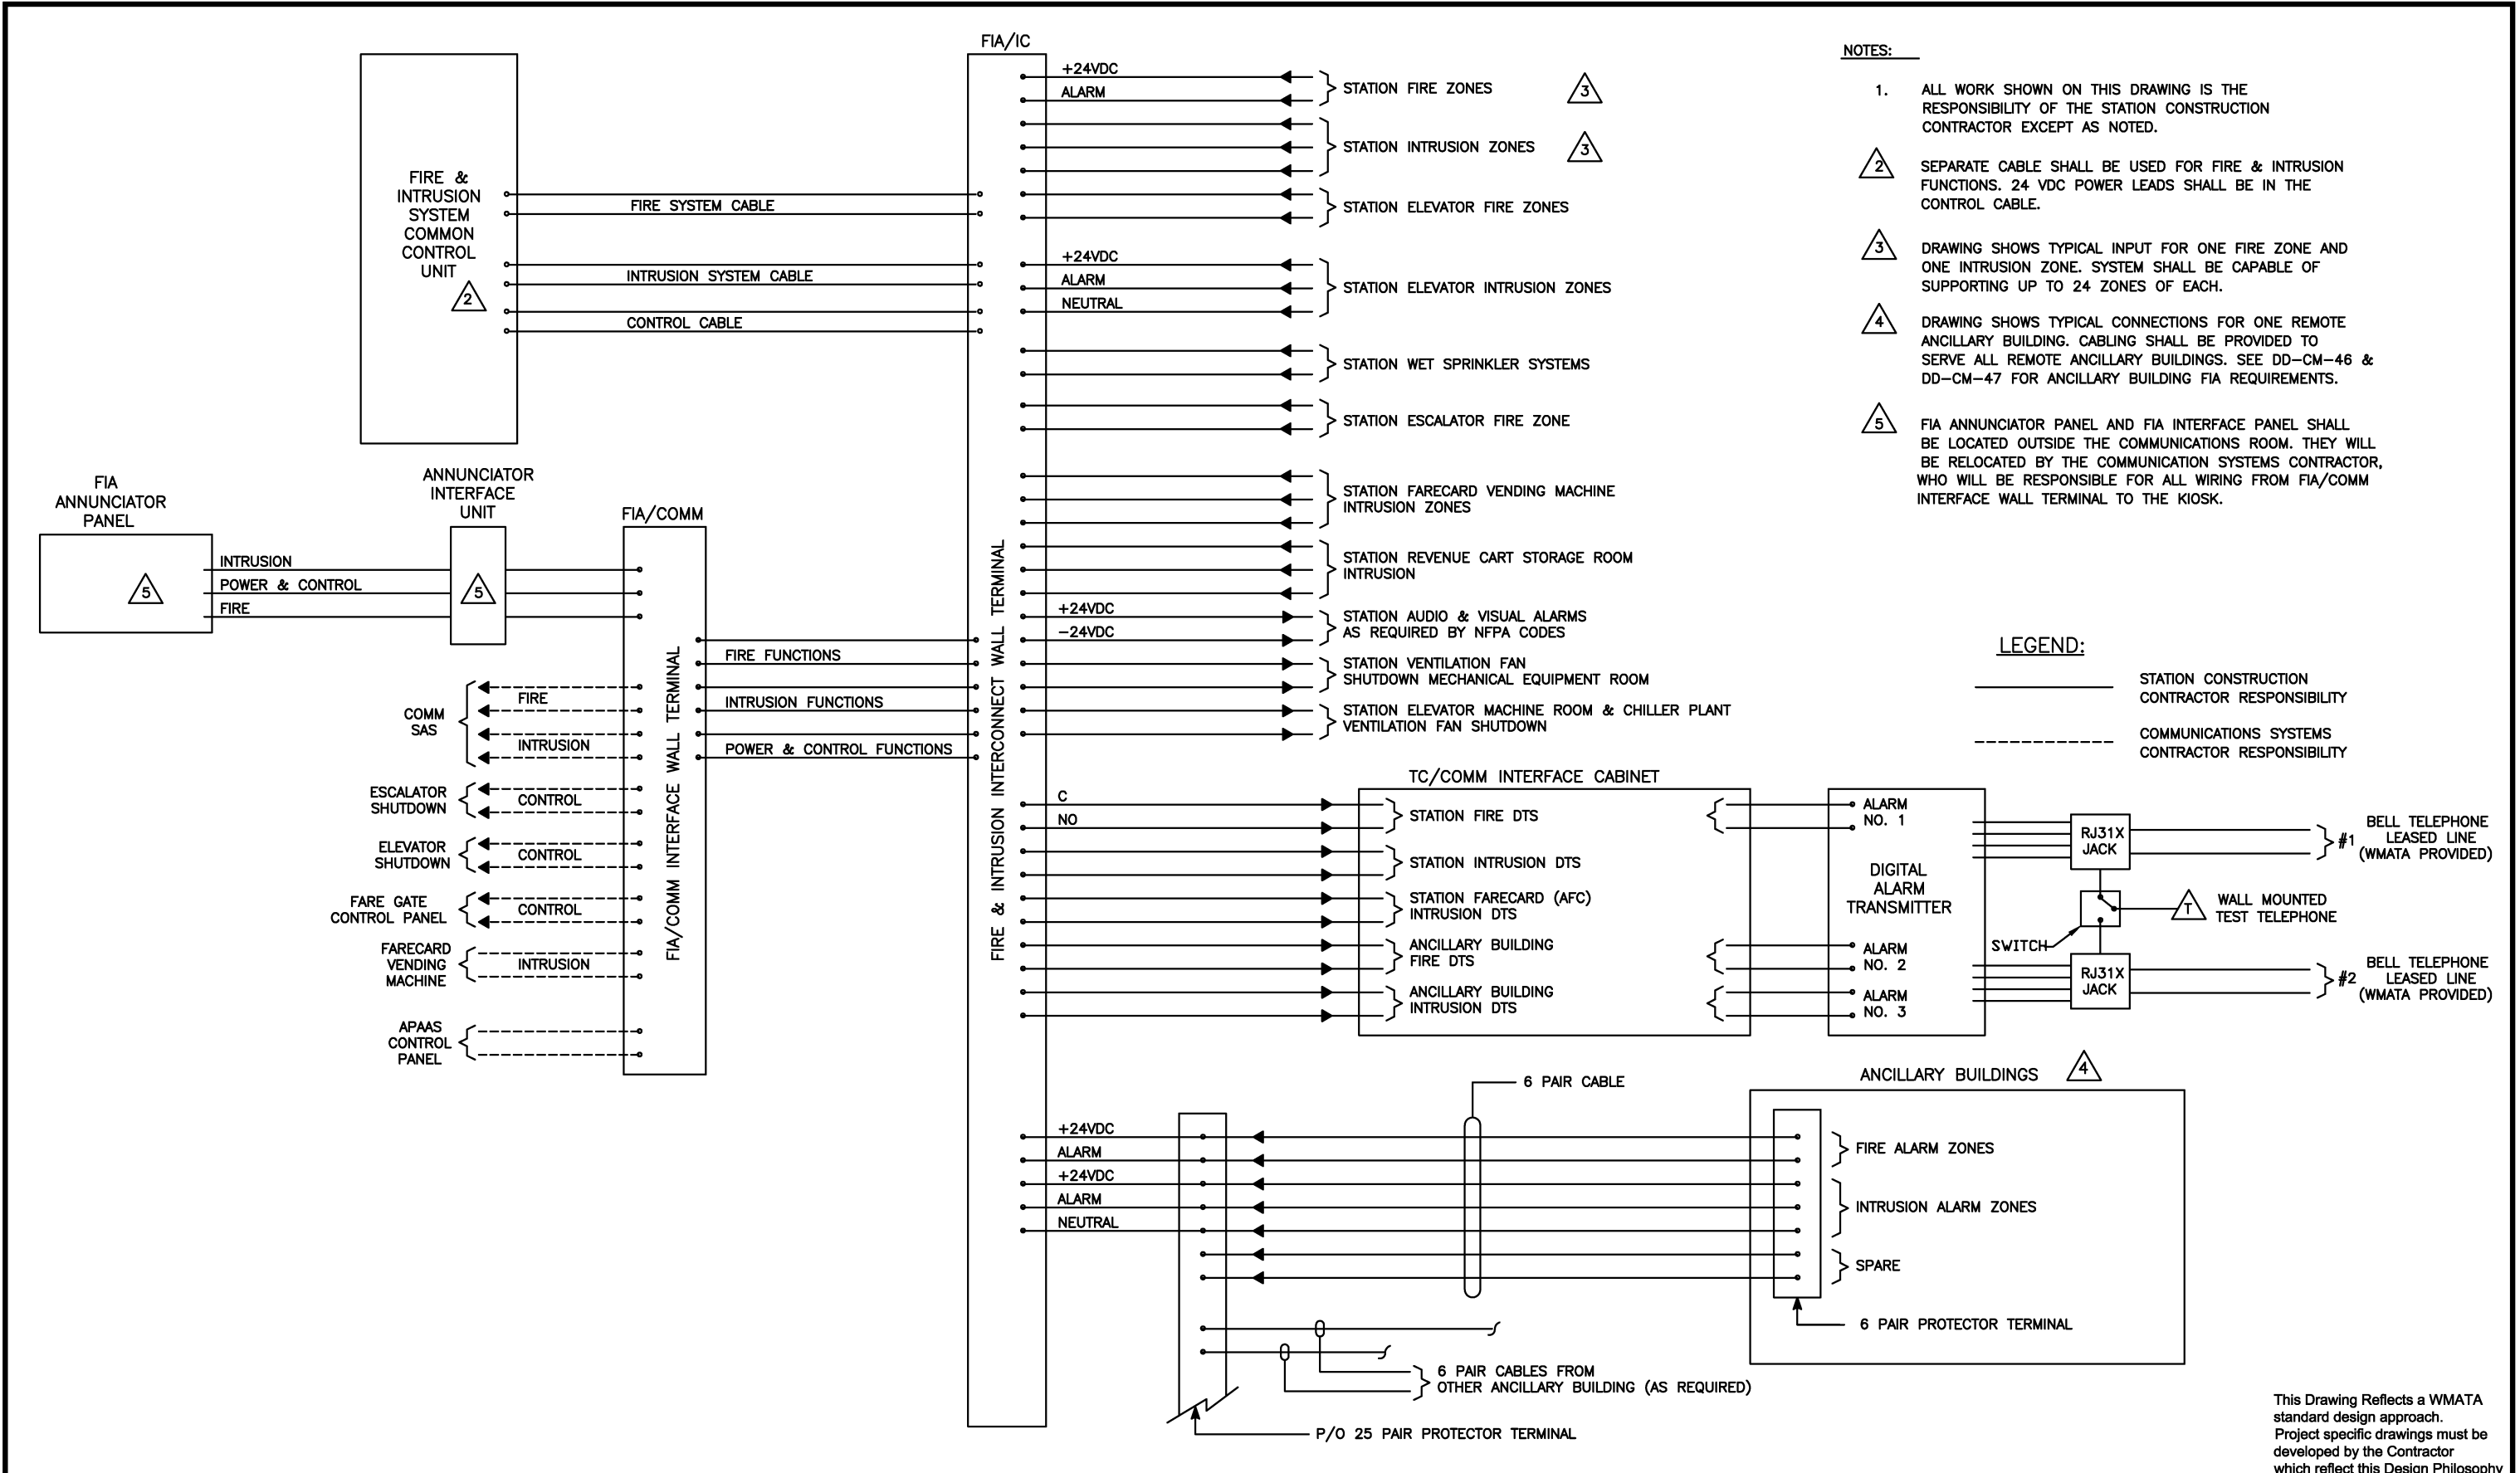 FIA/IC
FIRE &
INTRUSION
SYSTEM
COMMON
CONTROL
UNIT
2
FIRE SYSTEM CABLE
INTRUSION SYSTEM CABLE
CONTROL CABLE
FIA
ANNUNCIATOR
PANEL
5
INTRUSION
POWER & CONTROL
FIRE
ANNUNCIATOR
INTERFACE
UNIT
5
FIA/COMM
FIA/COMM INTERFACE WALL TERMINAL
FIRE FUNCTIONS
INTRUSION FUNCTIONS
POWER & CONTROL FUNCTIONS
COMM
SAS
FIRE
INTRUSION
ESCALATOR
SHUTDOWN
CONTROL
ELEVATOR
SHUTDOWN
CONTROL
FARE GATE
CONTROL PANEL
CONTROL
FARECARD
VENDING
MACHINE
INTRUSION
APAAS
CONTROL
PANEL
FIRE & INTRUSION INTERCONNECT WALL TERMINAL
+24VDC
ALARM
STATION FIRE ZONES
3
STATION INTRUSION ZONES
3
STATION ELEVATOR FIRE ZONES
+24VDC
ALARM
NEUTRAL
STATION ELEVATOR INTRUSION ZONES
STATION WET SPRINKLER SYSTEMS
STATION ESCALATOR FIRE ZONE
STATION FARECARD VENDING MACHINE
INTRUSION ZONES
STATION REVENUE CART STORAGE ROOM
INTRUSION
+24VDC
-24VDC
STATION AUDIO & VISUAL ALARMS
AS REQUIRED BY NFPA CODES
STATION VENTILATION FAN
SHUTDOWN MECHANICAL EQUIPMENT ROOM
STATION ELEVATOR MACHINE ROOM & CHILLER PLANT
VENTILATION FAN SHUTDOWN
TC/COMM INTERFACE CABINET
C
NO
STATION FIRE DTS
STATION INTRUSION DTS
STATION FARECARD (AFC)
INTRUSION DTS
ANCILLARY BUILDING
FIRE DTS
ANCILLARY BUILDING
INTRUSION DTS
ALARM
NO. 1
DIGITAL
ALARM
TRANSMITTER
ALARM
NO. 2
ALARM
NO. 3
RJ31X
JACK
#1
BELL TELEPHONE
LEASED LINE
(WMATA PROVIDED)
T
WALL MOUNTED
TEST TELEPHONE
SWITCH
RJ31X
JACK
#2
BELL TELEPHONE
LEASED LINE
(WMATA PROVIDED)
6 PAIR CABLE
ANCILLARY BUILDINGS
4
+24VDC
ALARM
+24VDC
ALARM
NEUTRAL
FIRE ALARM ZONES
INTRUSION ALARM ZONES
SPARE
6 PAIR PROTECTOR TERMINAL
6 PAIR CABLES FROM
OTHER ANCILLARY BUILDING (AS REQUIRED)
P/O 25 PAIR PROTECTOR TERMINAL
NOTES:
1. ALL WORK SHOWN ON THIS DRAWING IS THE
RESPONSIBILITY OF THE STATION CONSTRUCTION
CONTRACTOR EXCEPT AS NOTED.
2 SEPARATE CABLE SHALL BE USED FOR FIRE & INTRUSION
FUNCTIONS. 24 VDC POWER LEADS SHALL BE IN THE
CONTROL CABLE.
3 DRAWING SHOWS TYPICAL INPUT FOR ONE FIRE ZONE AND
ONE INTRUSION ZONE. SYSTEM SHALL BE CAPABLE OF
SUPPORTING UP TO 24 ZONES OF EACH.
4 DRAWING SHOWS TYPICAL CONNECTIONS FOR ONE REMOTE
ANCILLARY BUILDING. CABLING SHALL BE PROVIDED TO
SERVE ALL REMOTE ANCILLARY BUILDINGS. SEE DD-CM-46 &
DD-CM-47 FOR ANCILLARY BUILDING FIA REQUIREMENTS.
5 FIA ANNUNCIATOR PANEL AND FIA INTERFACE PANEL SHALL
BE LOCATED OUTSIDE THE COMMUNICATIONS ROOM. THEY WILL
BE RELOCATED BY THE COMMUNICATION SYSTEMS CONTRACTOR,
WHO WILL BE RESPONSIBLE FOR ALL WIRING FROM FIA/COMM
INTERFACE WALL TERMINAL TO THE KIOSK.
LEGEND:
STATION CONSTRUCTION
CONTRACTOR RESPONSIBILITY
COMMUNICATIONS SYSTEMS
CONTRACTOR RESPONSIBILITY
This Drawing Reflects a WMATA
standard design approach.
Project specific drawings must be
developed by the Contractor
which reflect this Design Philosophy